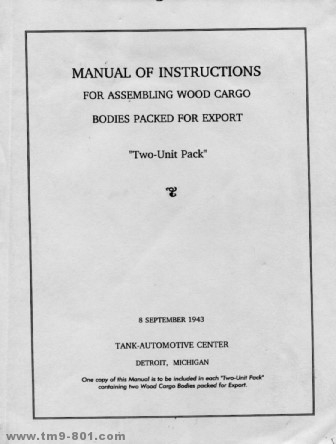 MANUAL OF INSTRUCTIONS
FOR ASSEMBLING WOOD CARGO
BODIES PACKED FOR EXPORT
"Two-Unit Pack"
8 SEPTEMBER 1943
TANK-AUTOMOTIVE CENTER
DETROIT, MICHIGAN
One copy of this Manual is to be included in each "Two-Unit Pack"
containing two Wood Cargo Bodies packed for Export.
www.tm9-801.com